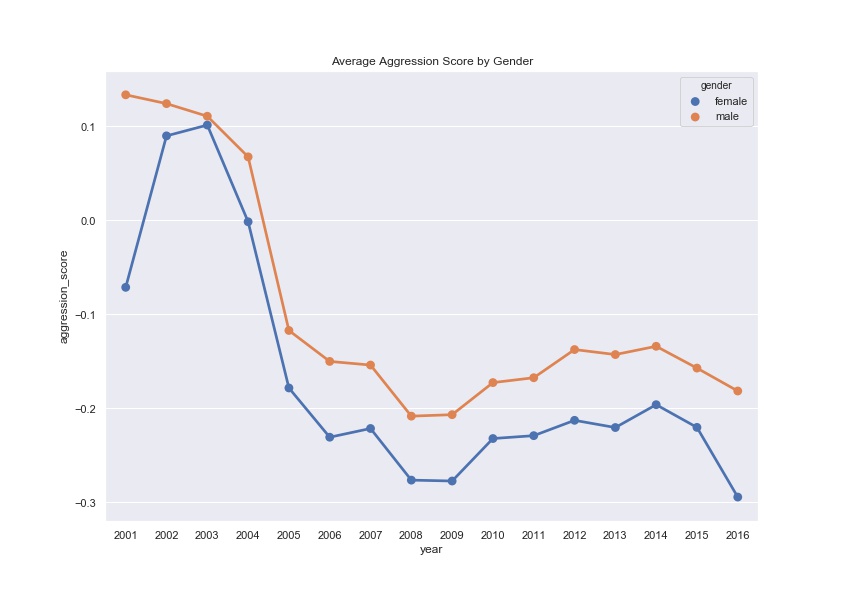 Average Aggression Score by Gender
gender
female
male
0.1
0.0
−0.1
−0.2
−0.3
aggression_score
2001 2002 2003 2004 2005 2006 2007 2008 2009 2010 2011 2012 2013 2014 2015 2016
year